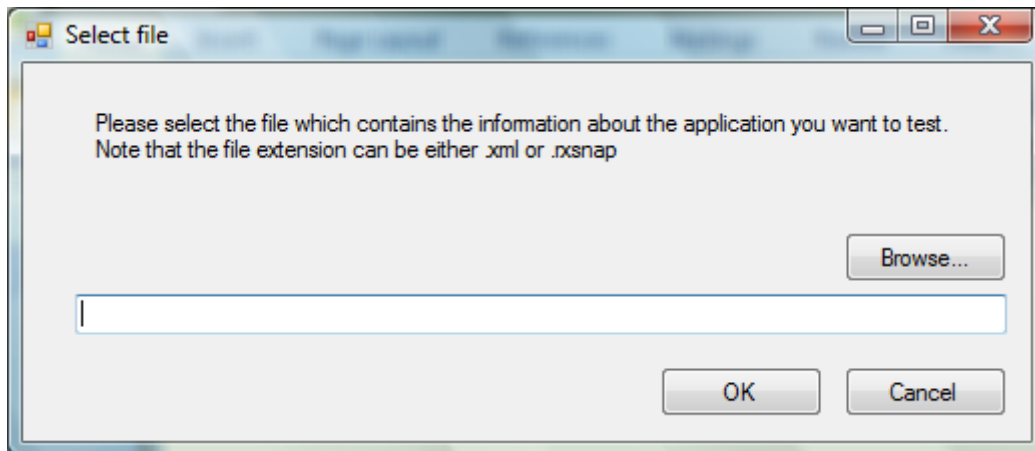 Select file
Please select the file which contains the information about the application you want to test.
Note that the file extension can be either .xml or .rxsnap
Browse...
OK
Cancel